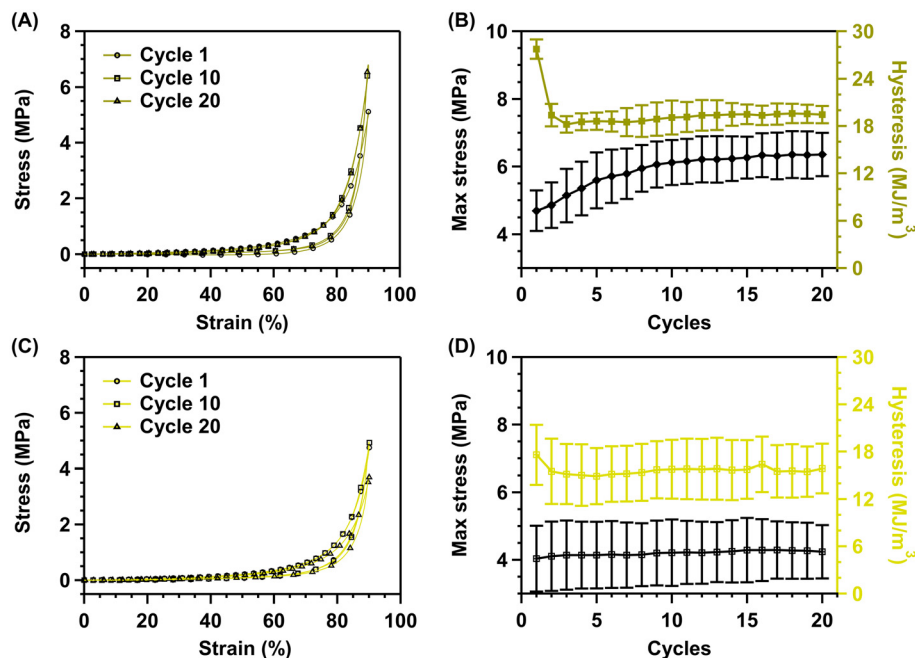 (A)
8
6
4
2
0
Stress (MPa)
Cycle 1
Cycle 10
Cycle 20
0 20 40 60 80 100
Strain (%)
(B)
10
8
6
4
Max stress (MPa)
30
24
18
12
6
0
Hysteresis (MJ/m³)
0 5 10 15 20
Cycles
(C)
8
6
4
2
0
Stress (MPa)
Cycle 1
Cycle 10
Cycle 20
0 20 40 60 80 100
Strain (%)
(D)
10
8
6
4
Max stress (MPa)
30
24
18
12
6
0
Hysteresis (MJ/m³)
0 5 10 15 20
Cycles